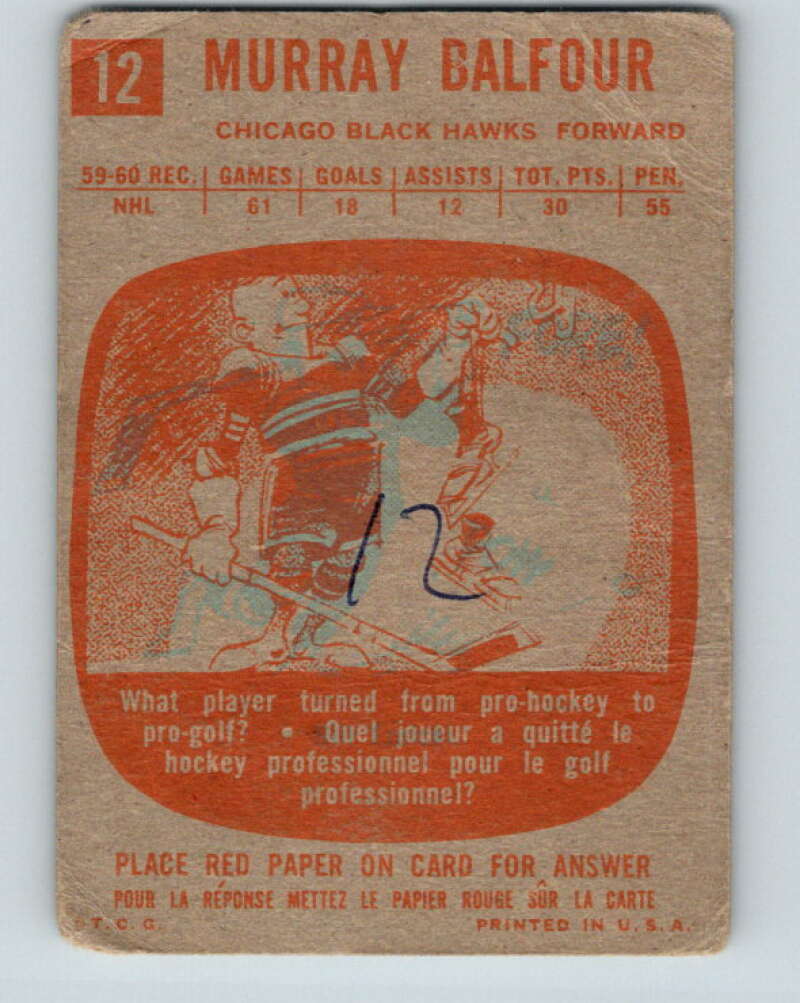 12
MURRAY BALFOUR
CHICAGO BLACK HAWKS FORWARD
59-60 REC. GAMES GOALS ASSISTS TOT. PTS. PEN.
NHL 61 18 12 30 55
12
What player turned from pro-hockey to
pro-golf? • Quel joueur a quitté le
hockey professionnel pour le golf
professionnel?
PLACE RED PAPER ON CARD FOR ANSWER
POUR LA RÉPONSE METTEZ LE PAPIER ROUGE SÛR LA CARTE
©T.C.G. PRINTED IN U.S.A.